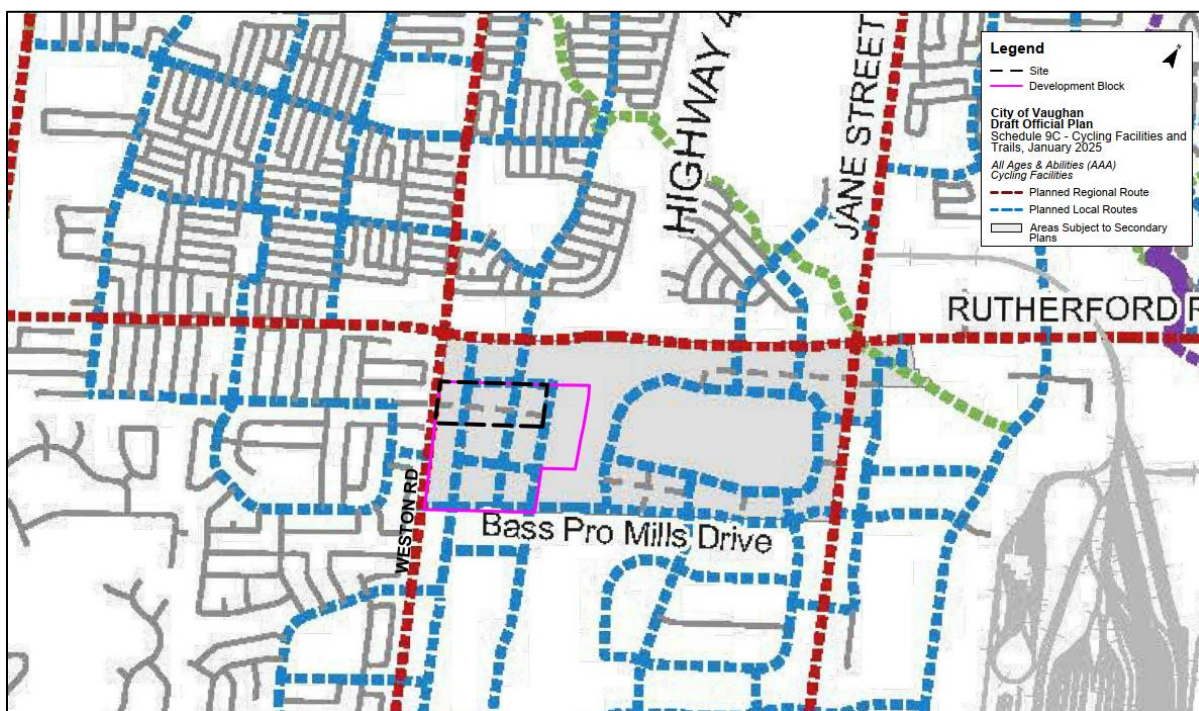 HIGHWAY 4
JANE STREET
Legend
Site
Development Block
City of Vaughan
Draft Official Plan
Schedule 9C - Cycling Facilities and
Trails, January 2025
All Ages & Abilities (AAA)
Cycling Facilities
Planned Regional Route
Planned Local Routes
Areas Subject to Secondary
Plans
RUTHERFORD R
WESTON RD
Bass Pro Mills Drive